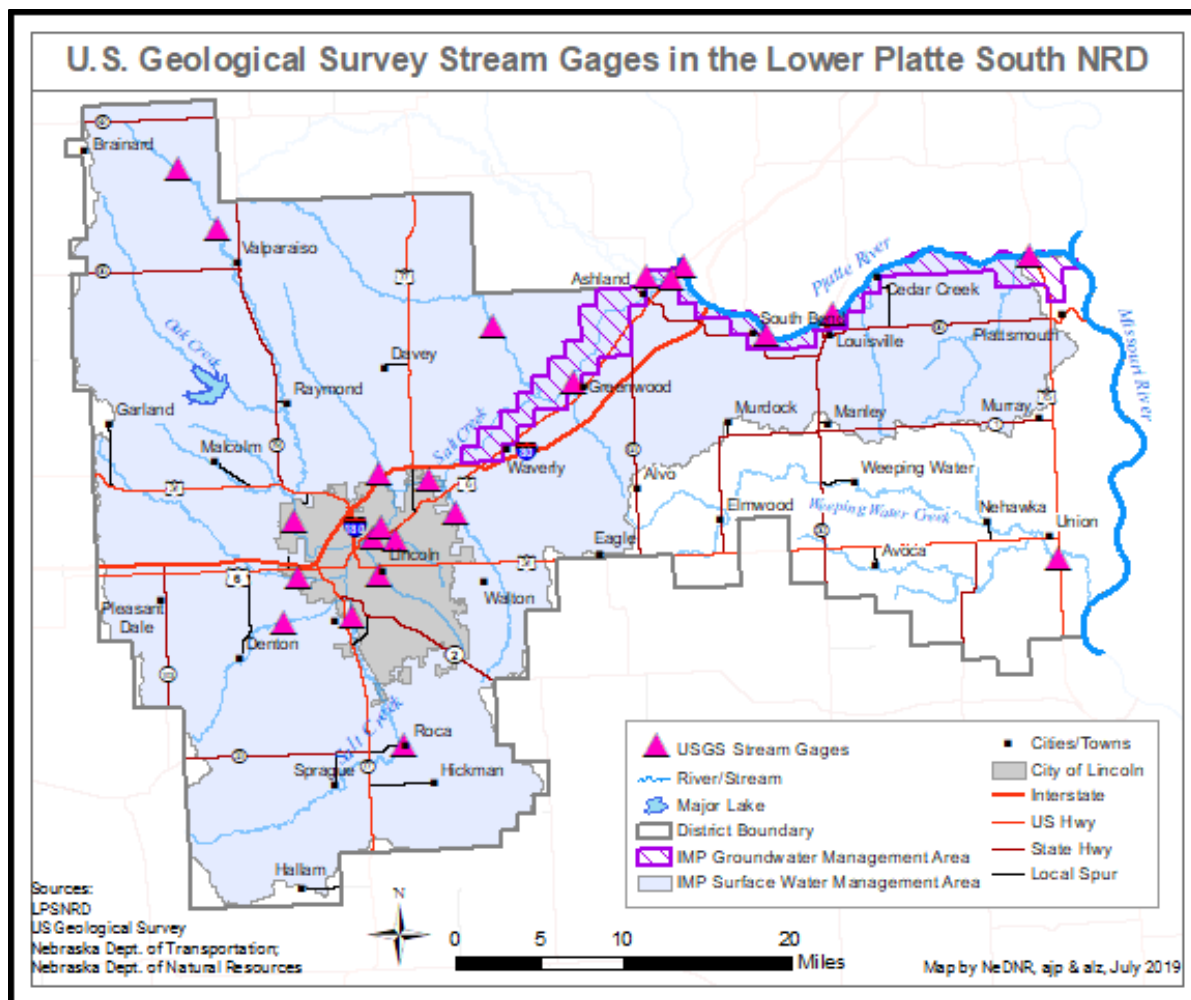 U.S. Geological Survey Stream Gages in the Lower Platte South NRD
Brainard
Valparaiso
Ashland
Platte River
Cedar Creek
South Bend
Louisville
Plattsmouth
Missouri River
Oak Creek
Davey
Raymond
Greenwood
Garland
Malcolm
Salt Creek
Waverly
Murdock
Manley
Murray
Alvo
Weeping Water
Elmwood
Weeping Water Creek
Nehawka
Union
Eagle
Avoca
Lincoln
Walton
Pleasant
Dale
Denton
2
Salt Creek
Roca
Sprague
Hickman
Hallam
USGS Stream Gages
River/Stream
Major Lake
District Boundary
IMP Groundwater Management Area
IMP Surface Water Management Area
Cities/Towns
City of Lincoln
Interstate
US Hwy
State Hwy
Local Spur
Sources:
LPSNRD
US Geological Survey
Nebraska Dept. of Transportation;
Nebraska Dept. of Natural Resources
N
0 5 10 20
Miles
Map by NeDNR, ajp & alz, July 2019